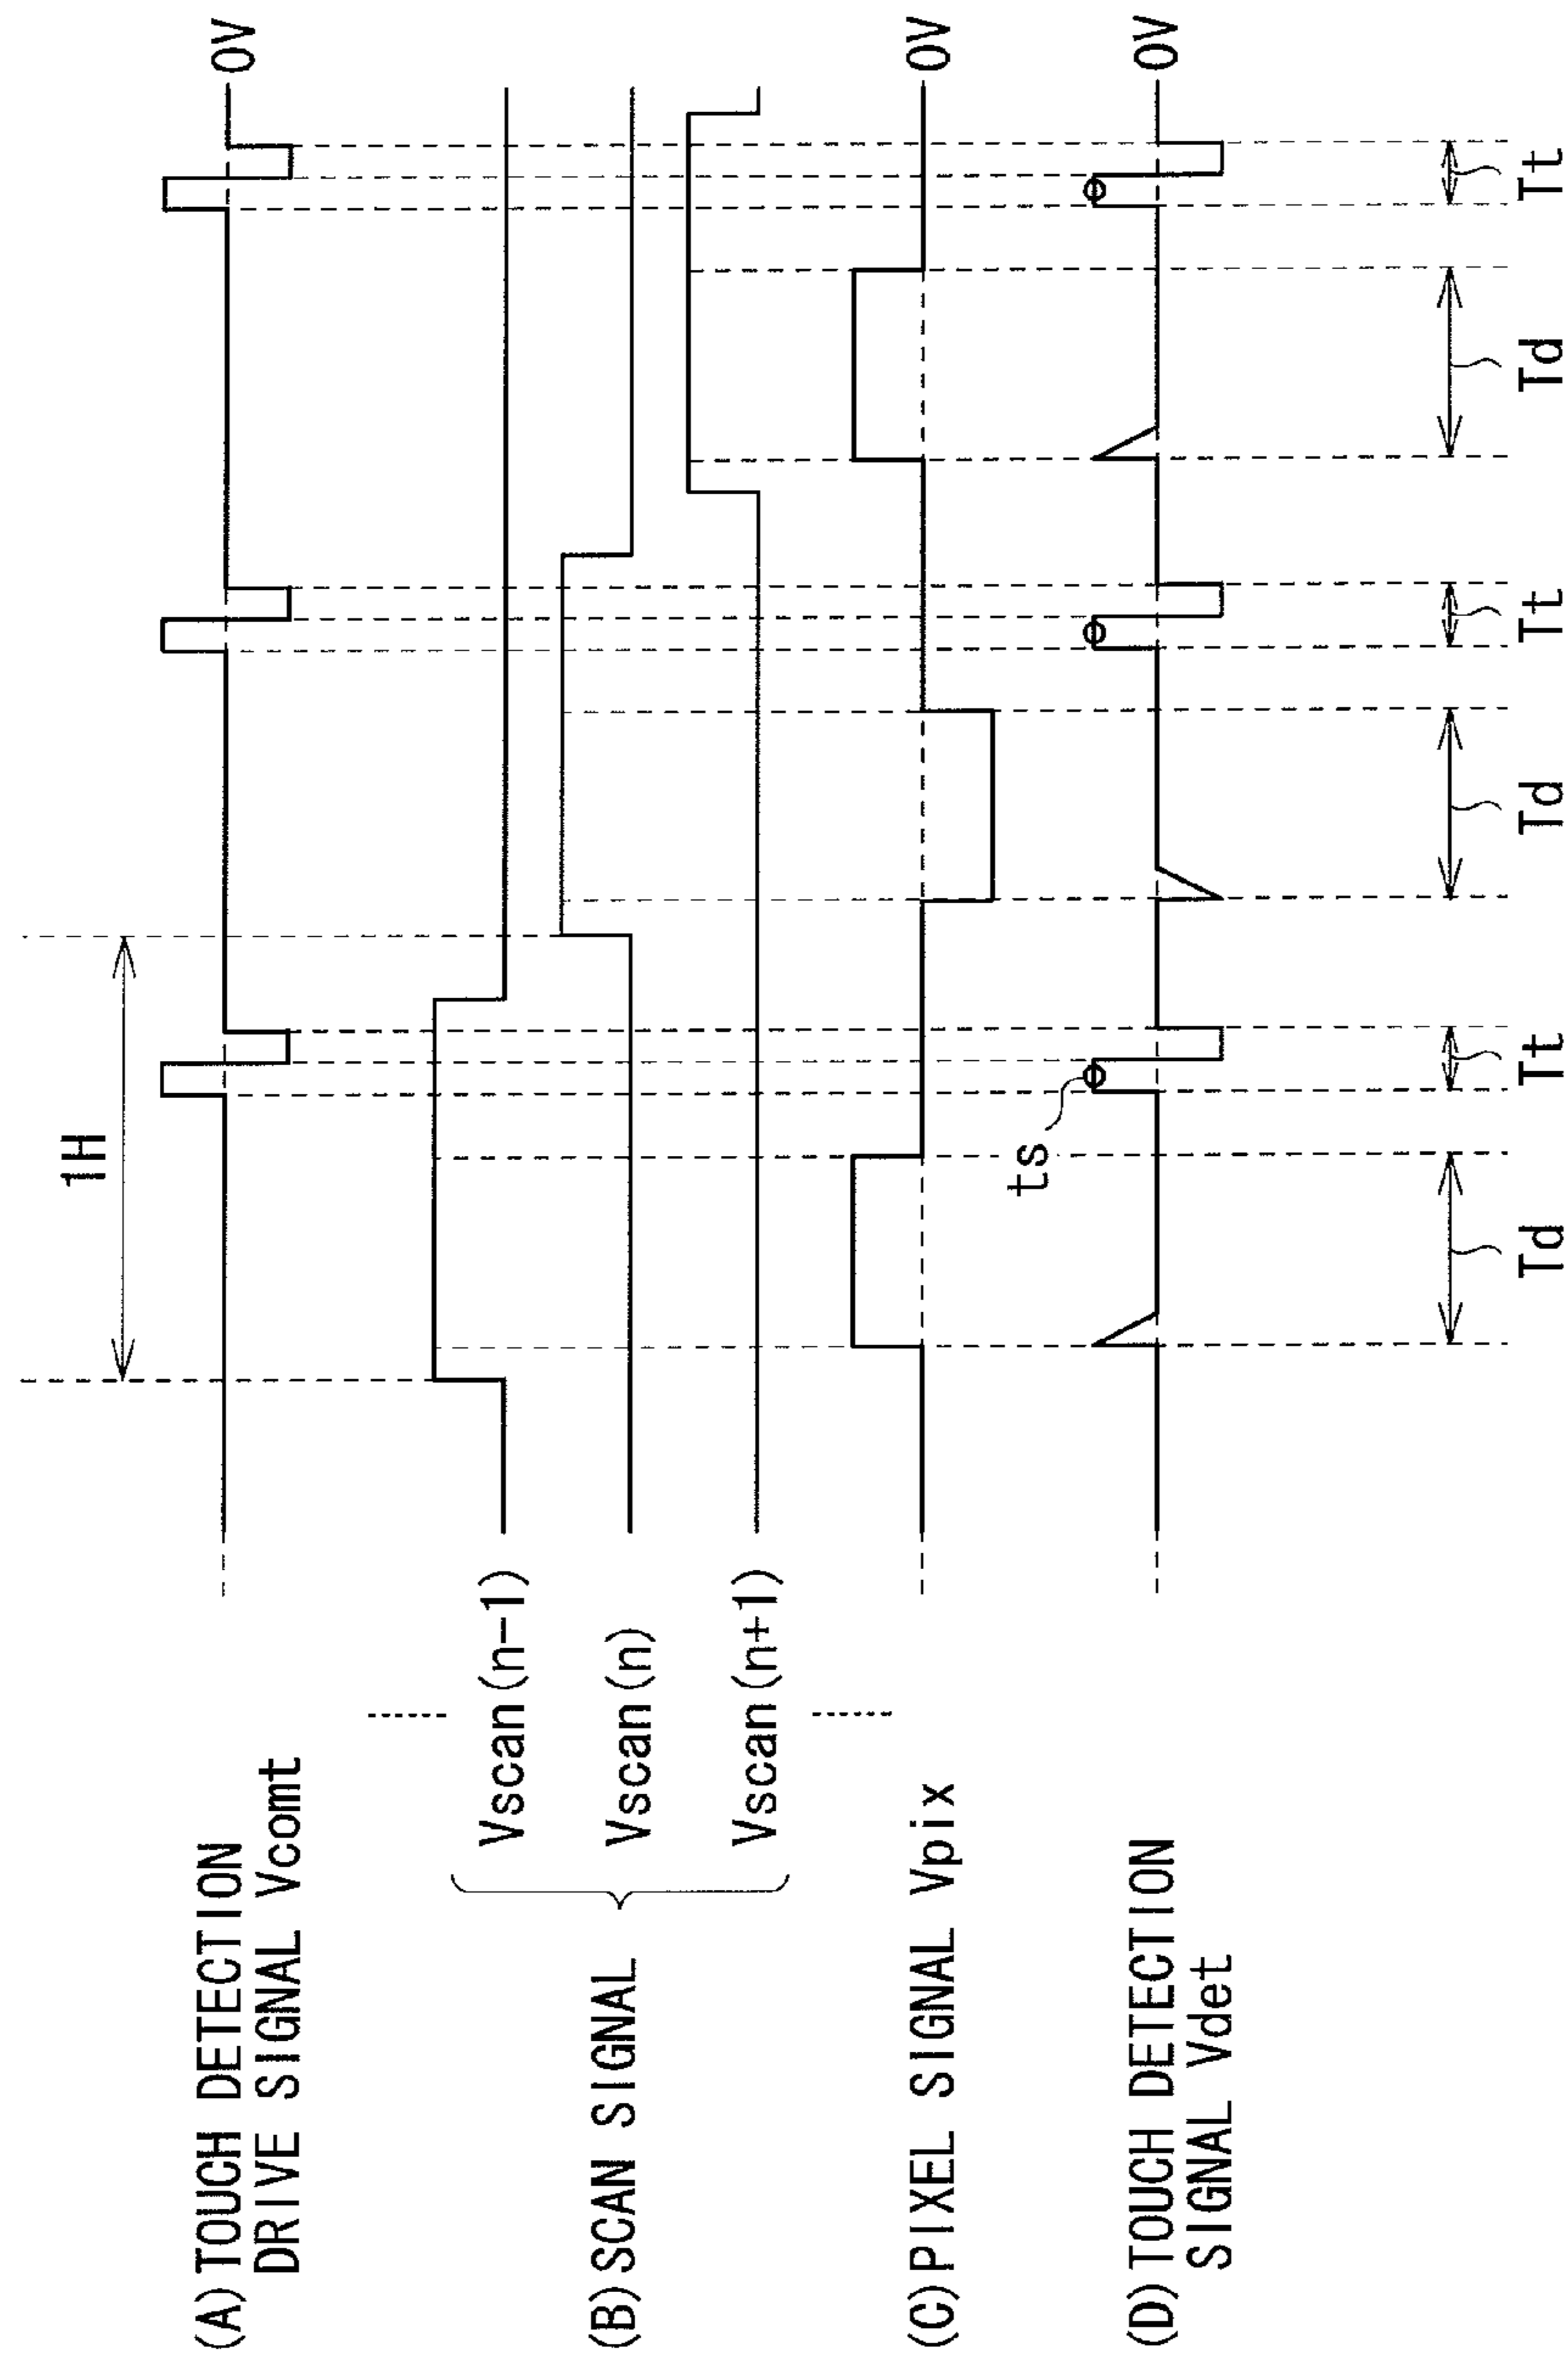 1H
(A)TOUCH DETECTION
DRIVE SIGNAL Vcomt
0V
(B)SCAN SIGNAL
Vscan(n-1)
Vscan(n)
Vscan(n+1)
(C)PIXEL SIGNAL Vpix
0V
ts
(D)TOUCH DETECTION
SIGNAL Vdet
0V
Td
Tt
Td
Tt
Td
Tt